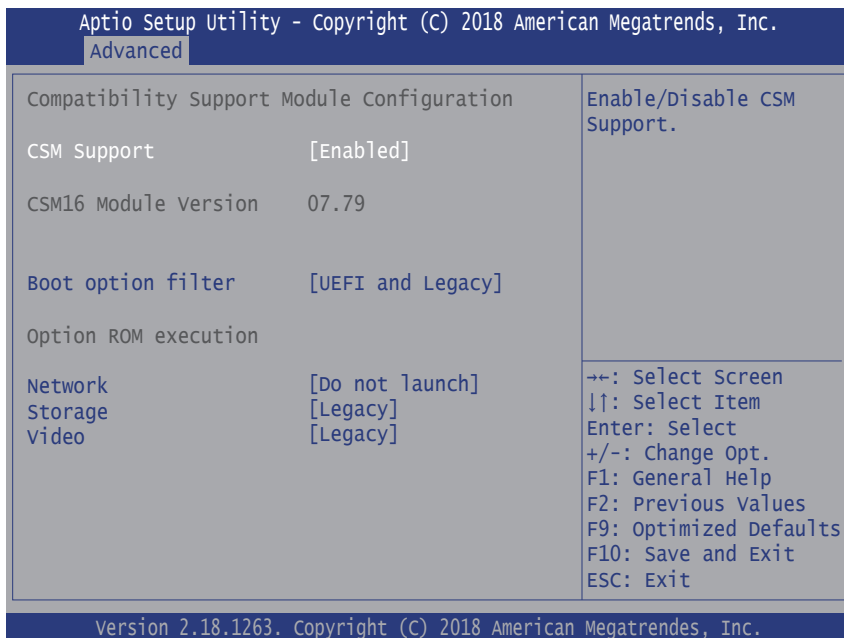 Aptio Setup Utility - Copyright (C) 2018 American Megatrends, Inc.
Advanced
Compatibility Support Module Configuration
CSM Support [Enabled]
CSM16 Module Version 07.79
Boot option filter [UEFI and Legacy]
Option ROM execution
Network [Do not launch]
Storage [Legacy]
Video [Legacy]
Enable/Disable CSM
Support.
→←: Select Screen
↓↑: Select Item
Enter: Select
+/-: Change Opt.
F1: General Help
F2: Previous Values
F9: Optimized Defaults
F10: Save and Exit
ESC: Exit
Version 2.18.1263. Copyright (C) 2018 American Megatrendes, Inc.